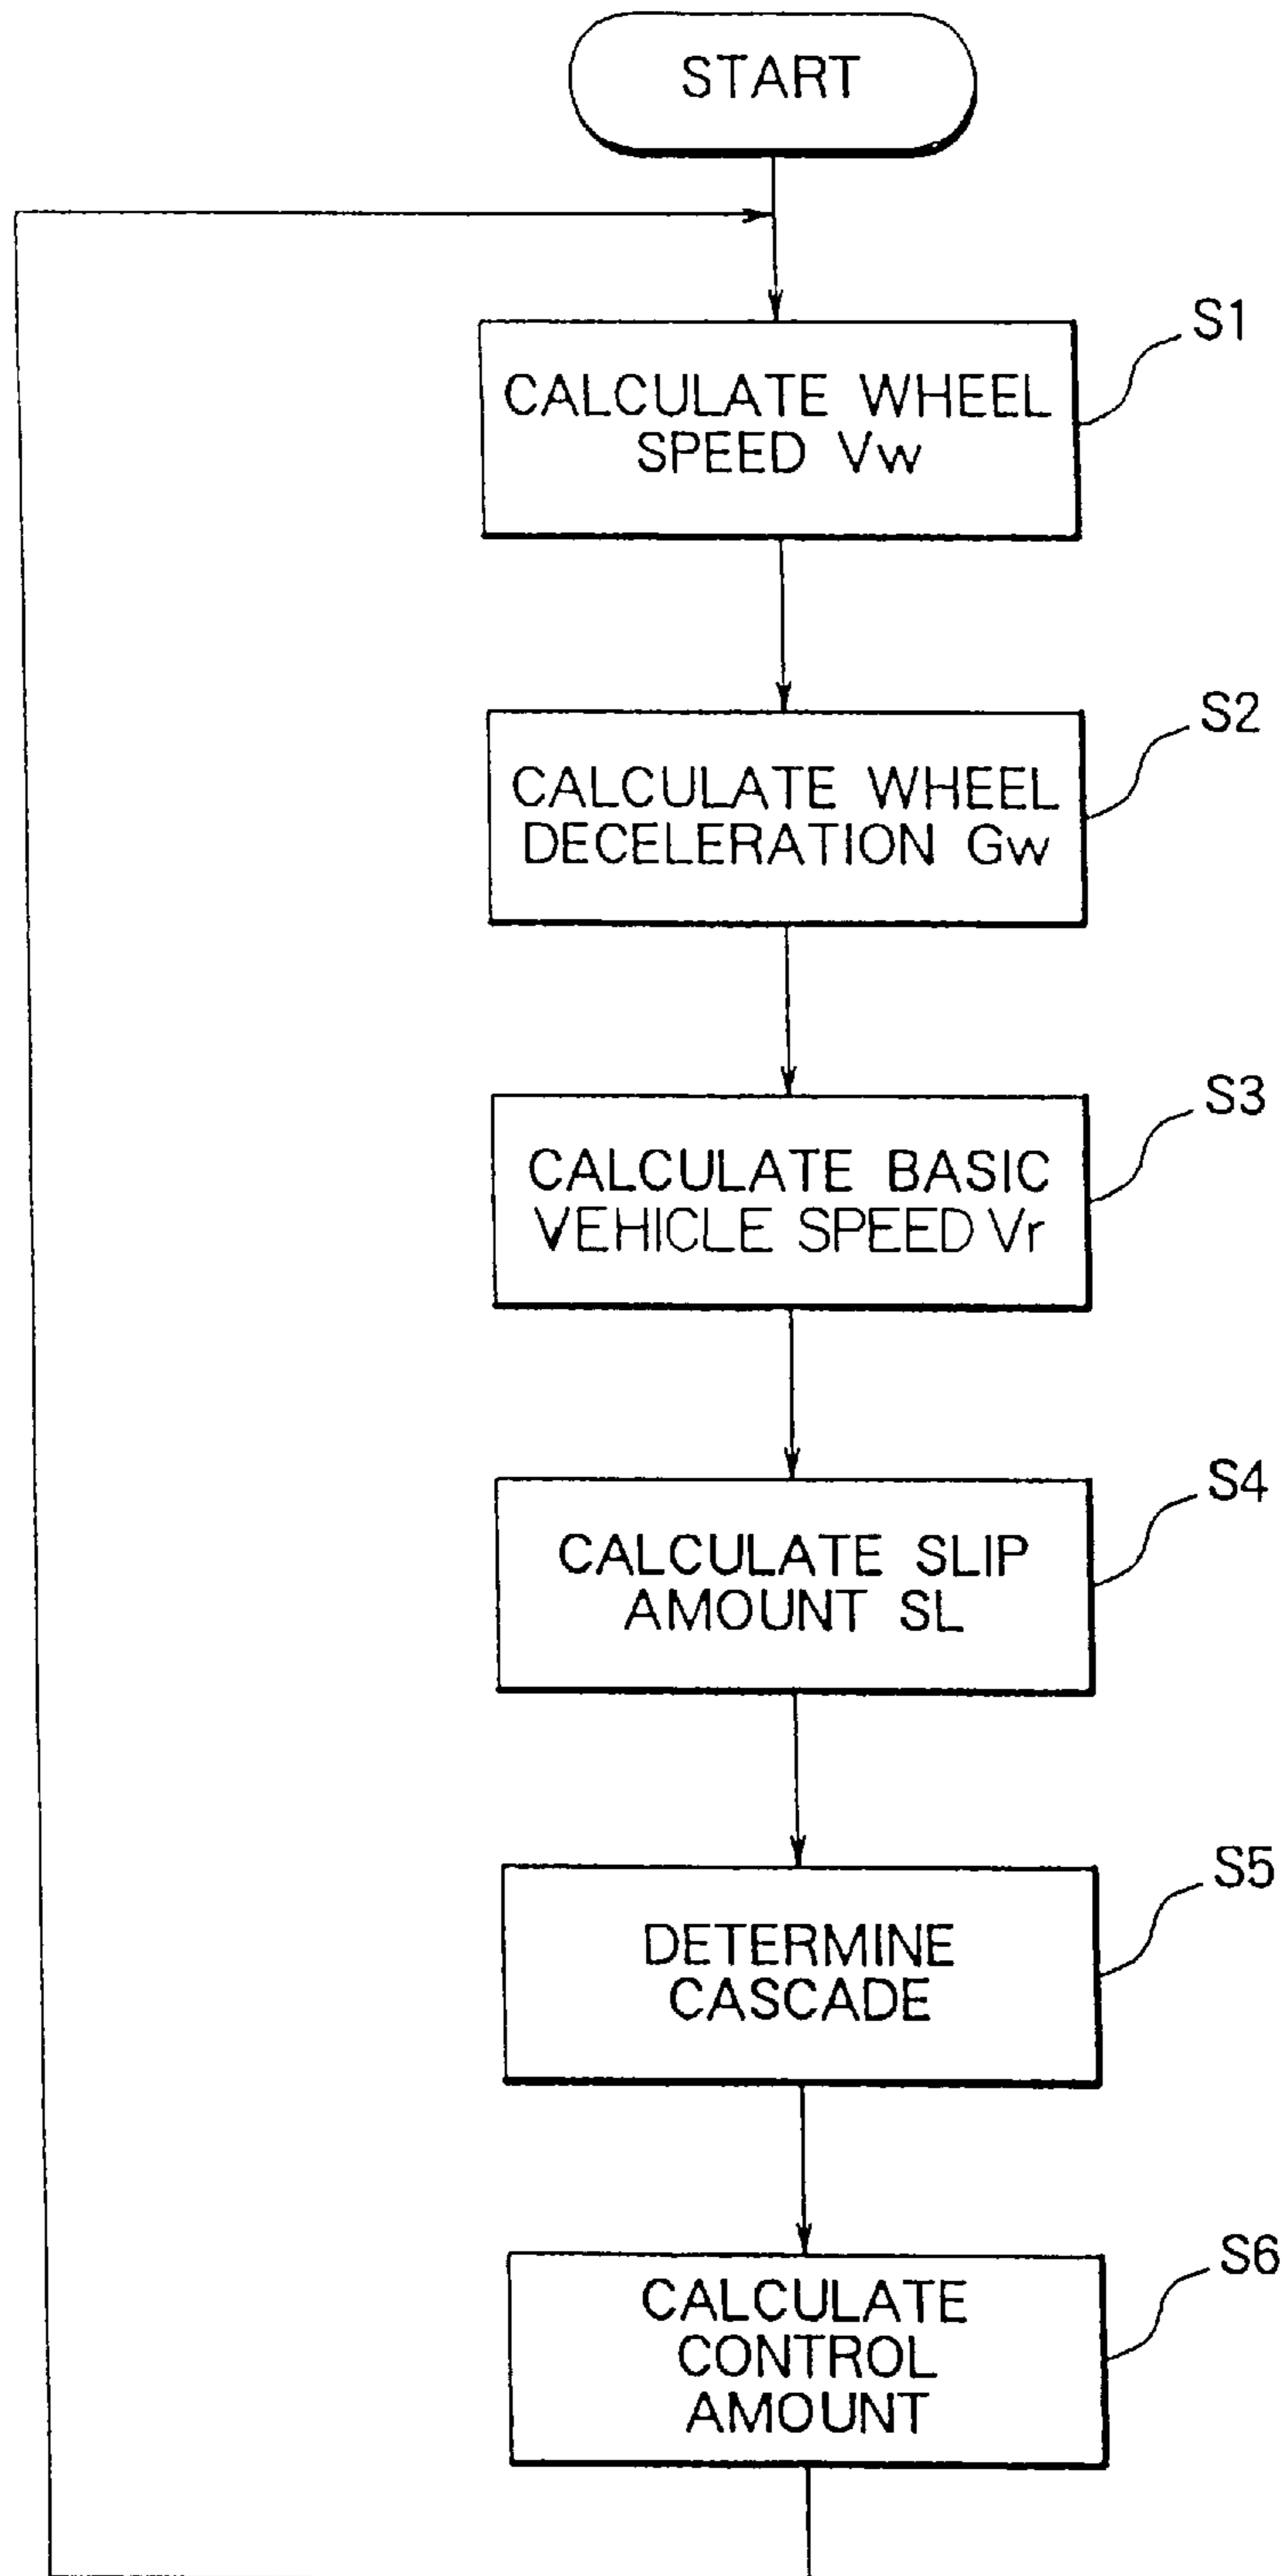 START
S1
CALCULATE WHEEL
SPEED Vw
S2
CALCULATE WHEEL
DECELERATION Gw
S3
CALCULATE BASIC
VEHICLE SPEED Vr
S4
CALCULATE SLIP
AMOUNT SL
S5
DETERMINE
CASCADE
S6
CALCULATE
CONTROL
AMOUNT